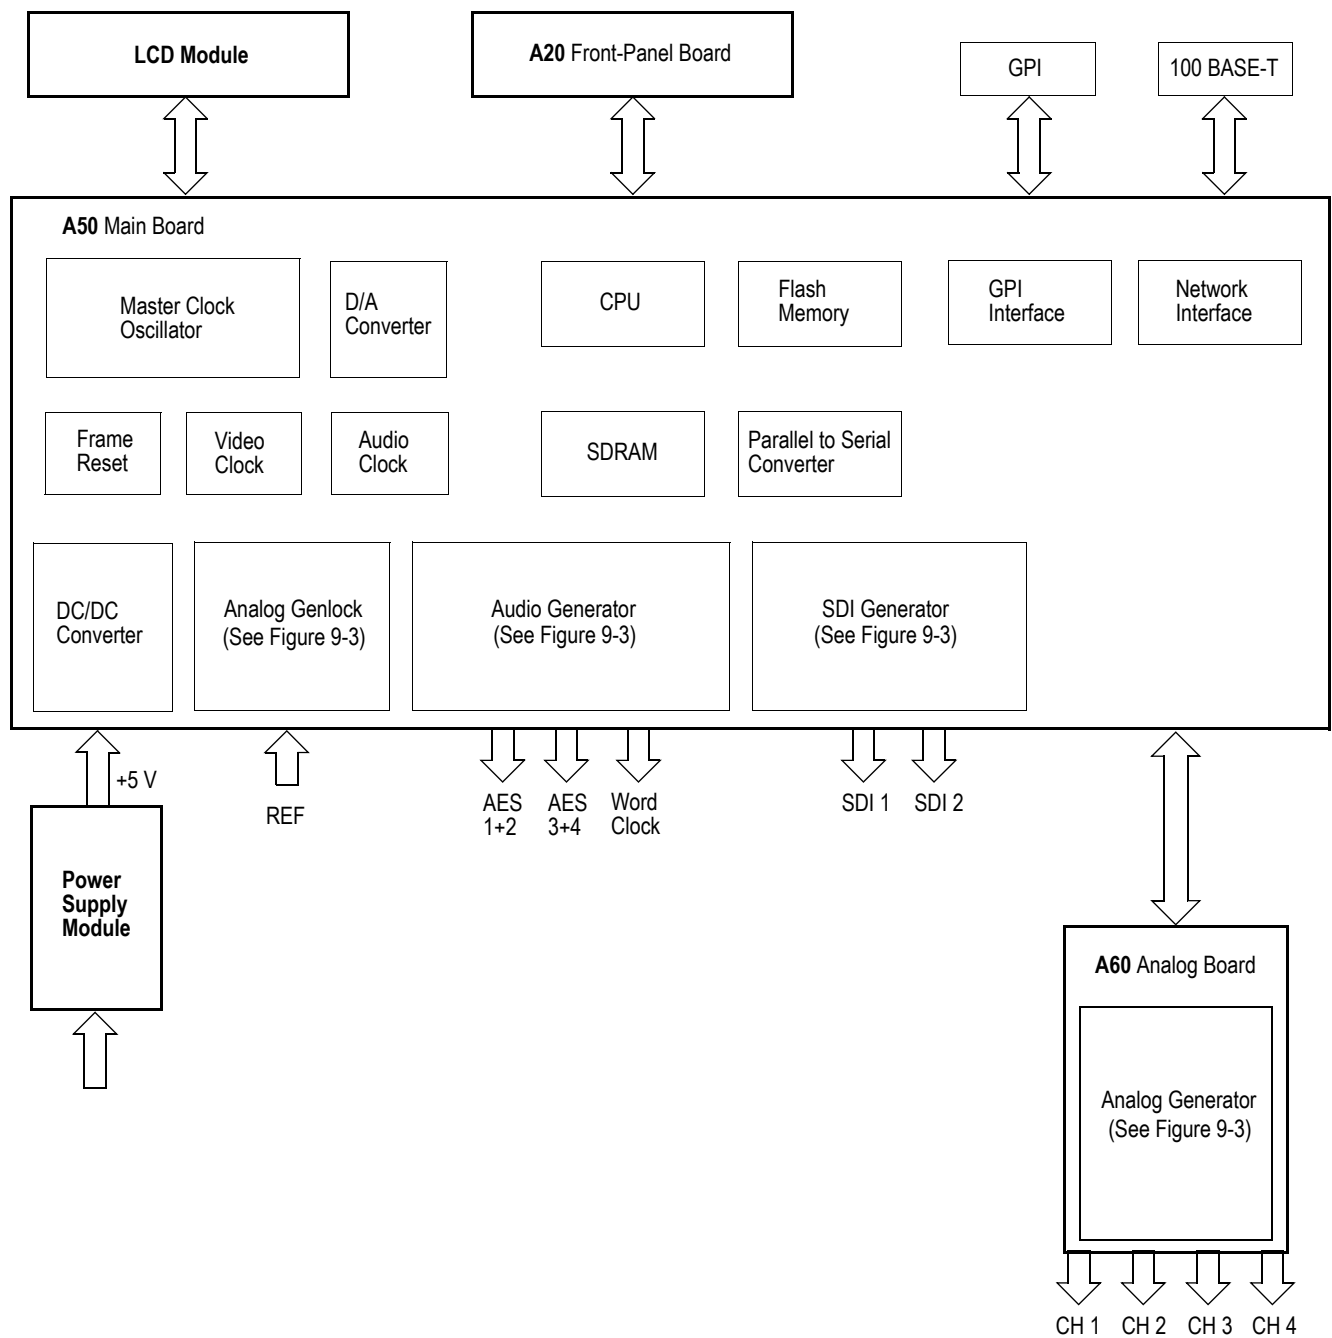 LCD Module
A20 Front-Panel Board
GPI
100 BASE-T
A50 Main Board
Master Clock
Oscillator
D/A
Converter
CPU
Flash
Memory
GPI
Interface
Network
Interface
Frame
Reset
Video
Clock
Audio
Clock
SDRAM
Parallel to Serial
Converter
DC/DC
Converter
Analog Genlock
(See Figure 9-3)
Audio Generator
(See Figure 9-3)
SDI Generator
(See Figure 9-3)
+5 V
REF
AES
1+2
AES
3+4
Word
Clock
SDI 1
SDI 2
Power
Supply
Module
A60 Analog Board
Analog Generator
(See Figure 9-3)
CH 1
CH 2
CH 3
CH 4